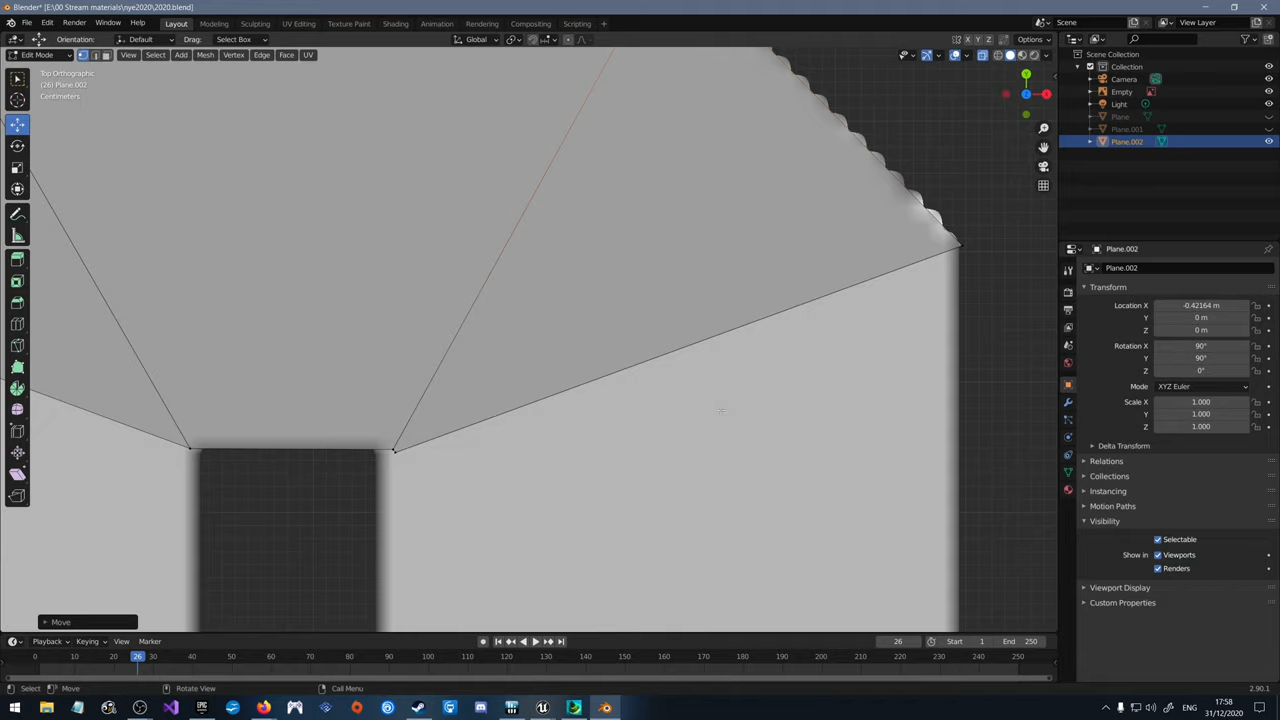 Blender* [E:\00 Stream materials\nye2020\2020.blend]
File Edit Render Window Help Layout Modeling Sculpting UV Editing Texture Paint Shading Animation Rendering Compositing Scripting Scene View Layer
Orientation: Default Drag: Select Box Global X Y Z Options
Edit Mode View Select Add Mesh Vertex Edge Face UV
Top Orthographic
(26) Plane.002
Centimeters
Y
Z
X
Scene Collection
Collection
Camera
Empty
Light
Plane
Plane.001
Plane.002
Plane.002
Plane.002
Transform
Location X -0.42164 m
Y 0 m
Z 0 m
Rotation X 90°
Y 90°
Z 0°
Mode XYZ Euler
Scale X 1.000
Y 1.000
Z 1.000
Delta Transform
Relations
Collections
Instancing
Motion Paths
Visibility
Selectable
Show in Viewports
Renders
Viewport Display
Custom Properties
Move
Playback Keying View Marker 26 Start 1 End 250
0 10 20 26 30 40 50 60 70 80 90 100 110 120 130 140 150 160 170 180 190 200 210 220 230 240 250
Select Move Rotate View Call Menu 2.90.1
ENG 17:58
31/12/2020